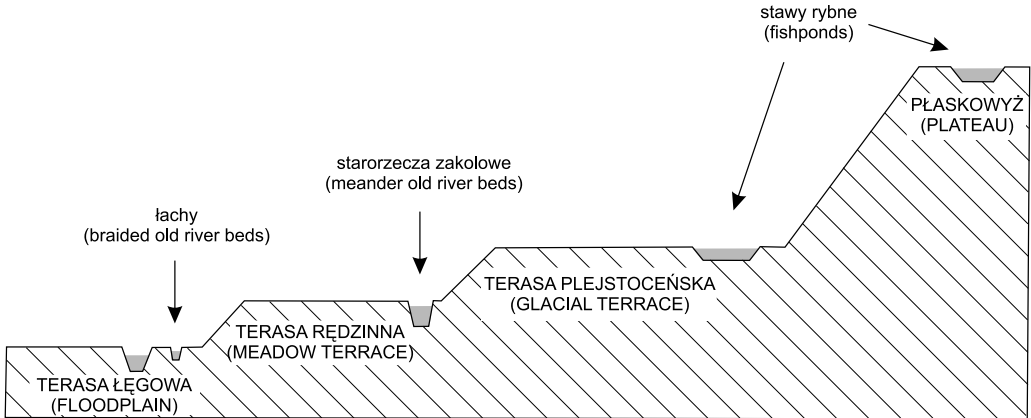 stawy rybne
(fishponds)
PŁASKOWYŻ
(PLATEAU)
starorzecza zakolowe
(meander old river beds)
łachy
(braided old river beds)
TERASA PLEJSTOCEŃSKA
(GLACIAL TERRACE)
TERASA RĘDZINNA
(MEADOW TERRACE)
TERASA ŁĘGOWA
(FLOODPLAIN)